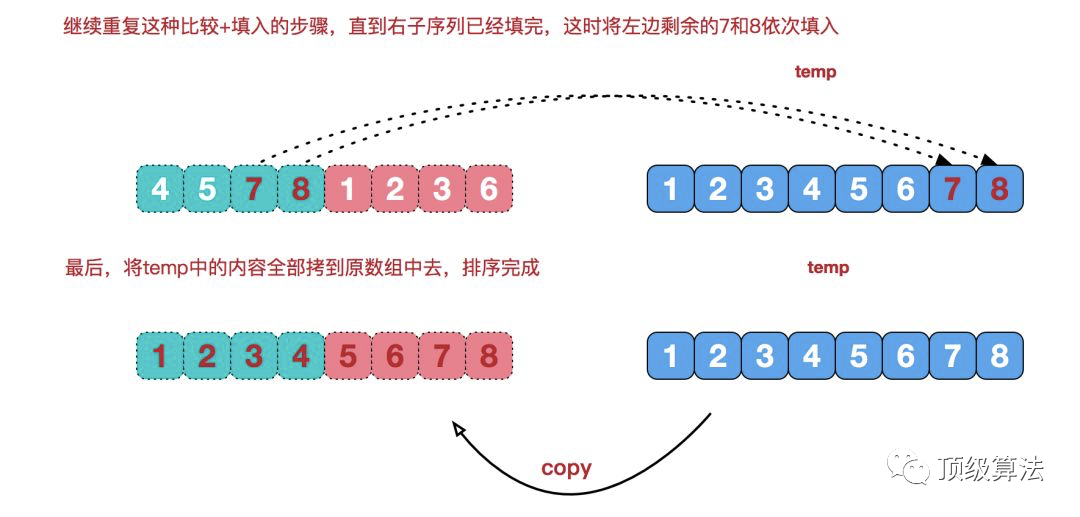 继续重复这种比较+填入的步骤，直到右子序列已经填完，这时将左边剩余的7和8依次填入
temp
4 5 7 8 1 2 3 6
1 2 3 4 5 6 7 8
最后，将temp中的内容全部拷到原数组中去，排序完成
temp
1 2 3 4 5 6 7 8
1 2 3 4 5 6 7 8
copy
顶级算法